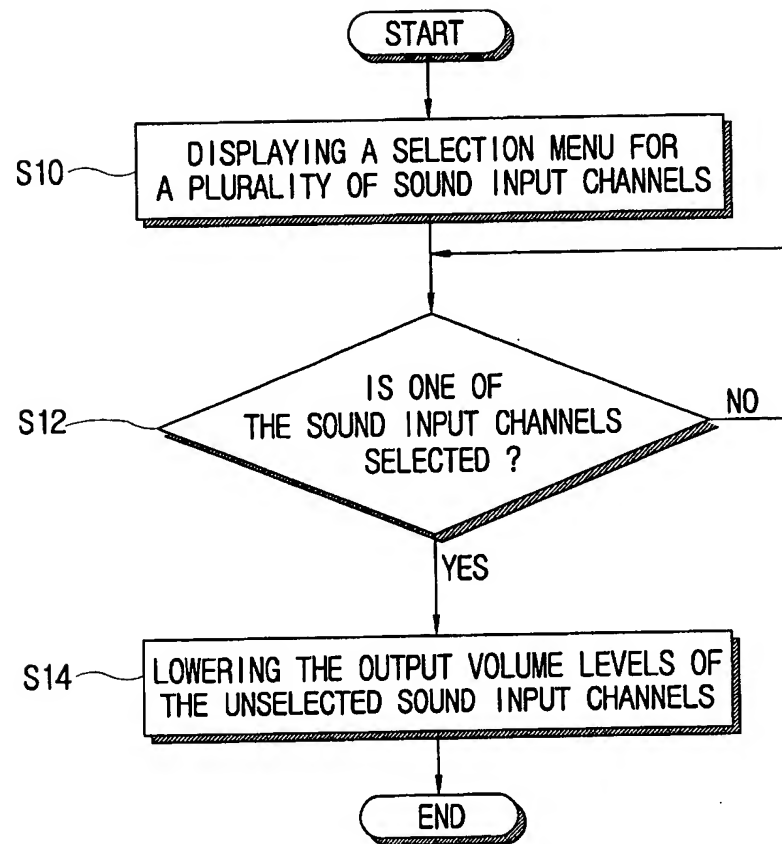 START
S10
DISPLAYING A SELECTION MENU FOR
A PLURALITY OF SOUND INPUT CHANNELS
S12
IS ONE OF
THE SOUND INPUT CHANNELS
SELECTED ?
NO
YES
S14
LOWERING THE OUTPUT VOLUME LEVELS OF
THE UNSELECTED SOUND INPUT CHANNELS
END